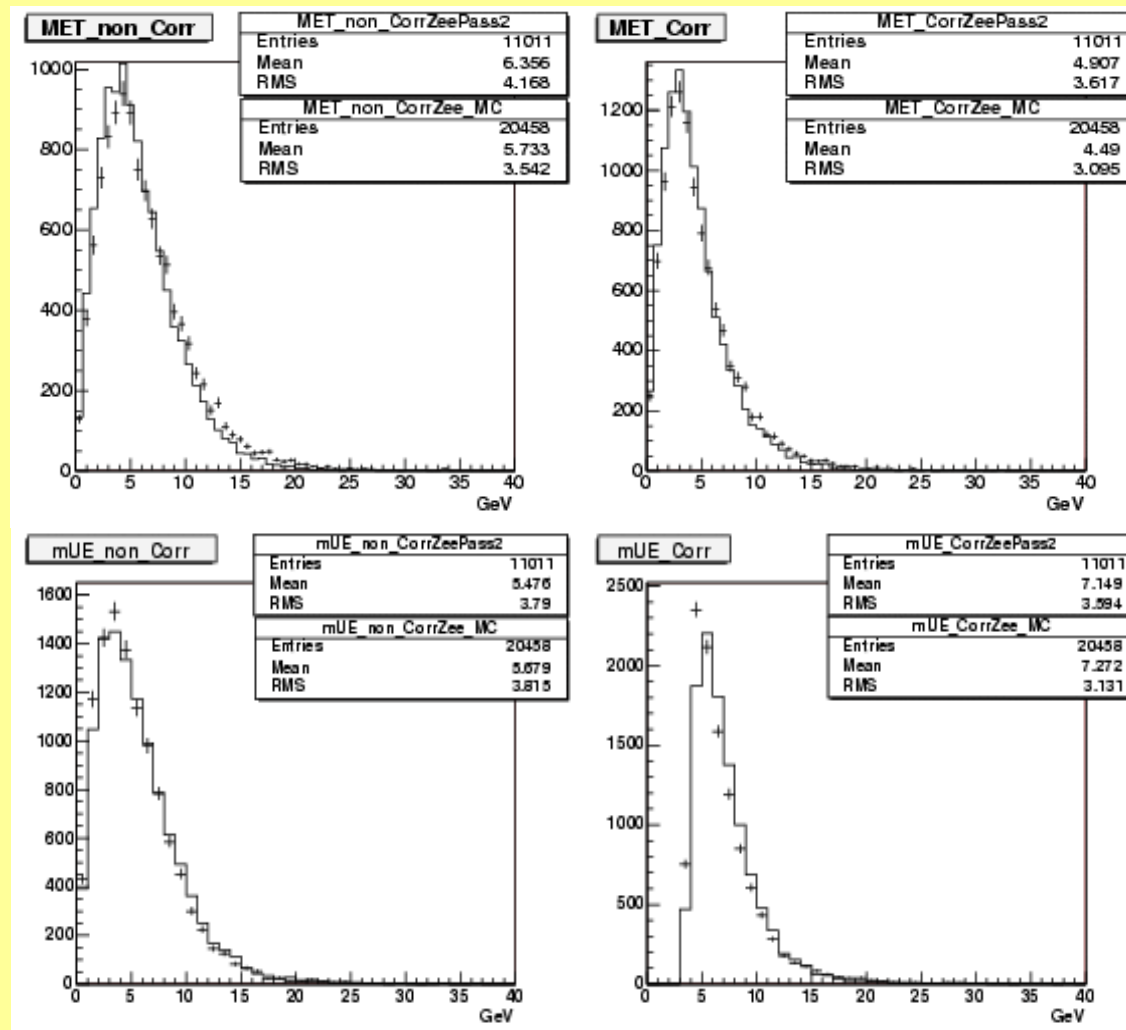 MET_non_Corr
MET_non_CorrZeePass2
Entries 11011
Mean 6.356
RMS 4.168
MET_non_CorrZee_MC
Entries 20458
Mean 5.733
RMS 3.542
1000
800
600
400
200
0
0 5 10 15 20 25 30 35 40
GeV
MET_Corr
MET_CorrZeePass2
Entries 11011
Mean 4.907
RMS 3.617
MET_CorrZee_MC
Entries 20458
Mean 4.49
RMS 3.095
1200
1000
800
600
400
200
0
0 5 10 15 20 25 30 35 40
GeV
mUE_non_Corr
mUE_non_CorrZeePass2
Entries 11011
Mean 5.476
RMS 3.79
mUE_non_CorrZee_MC
Entries 20458
Mean 5.679
RMS 3.815
1600
1400
1200
1000
800
600
400
200
0
0 5 10 15 20 25 30 35 40
GeV
mUE_Corr
mUE_CorrZeePass2
Entries 11011
Mean 7.149
RMS 3.594
mUE_CorrZee_MC
Entries 20458
Mean 7.272
RMS 3.131
2500
2000
1500
1000
500
0
0 5 10 15 20 25 30 35 40
GeV